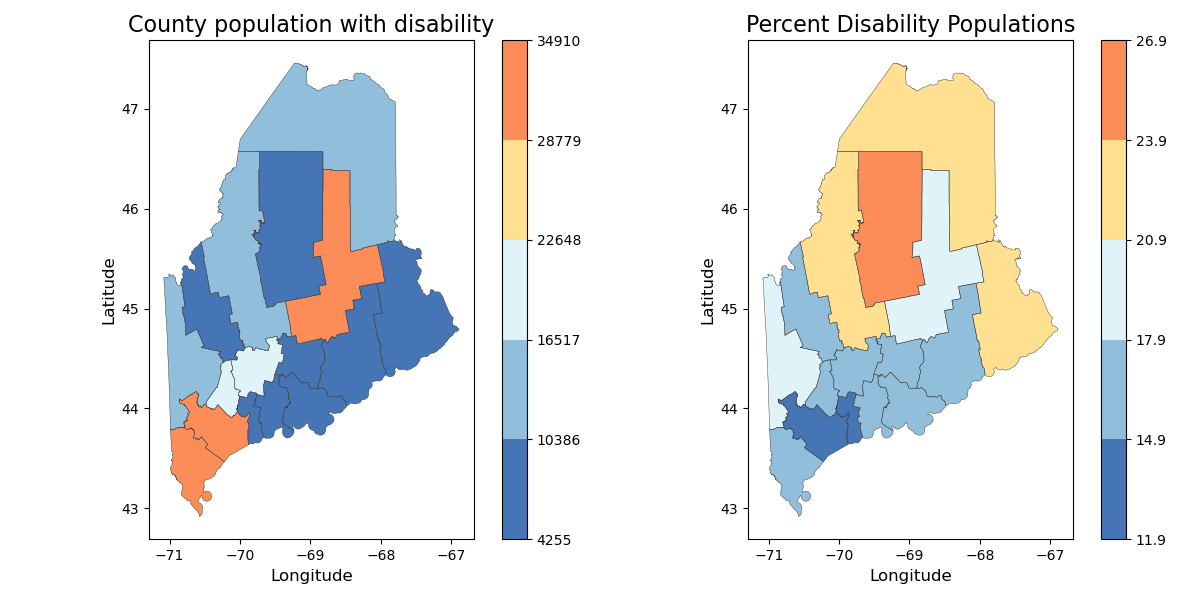 County population with disability
Latitude
47
46
45
44
43
−71 −70 −69 −68 −67
Longitude
34910
28779
22648
16517
10386
4255
Percent Disability Populations
Latitude
47
46
45
44
43
−71 −70 −69 −68 −67
Longitude
26.9
23.9
20.9
17.9
14.9
11.9